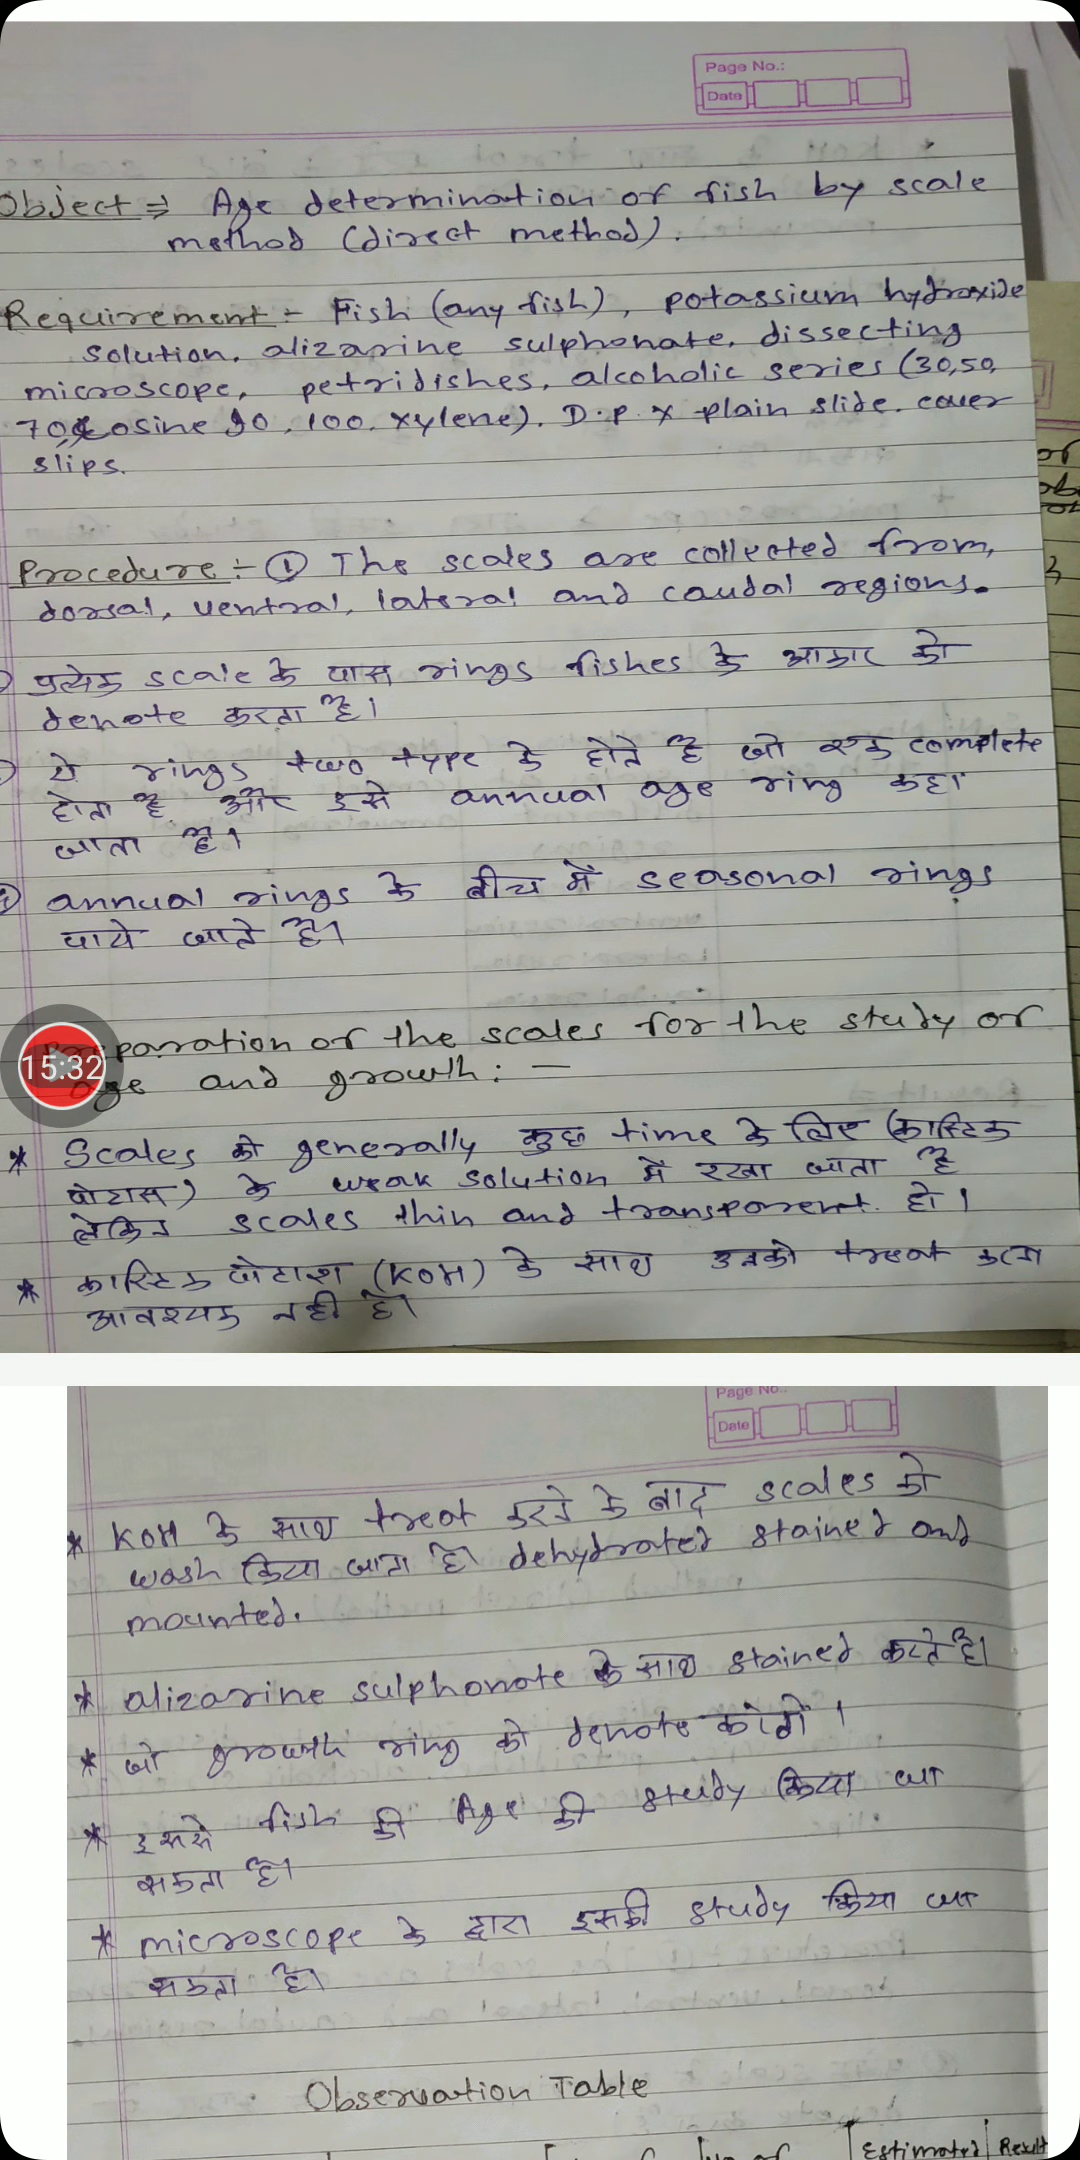 Page No.:
Date
Object ⇒ Age determination of fish by scale
method (direct method).
Requirement :- Fish (any fish), potassium hydroxide
solution, alizarine sulphonate, dissecting
microscope, petridishes, alcoholic series (30,50,
70, eosine 90, 100, xylene). D.P.X plain slide. cover
slips.
Procedure :- ① The scales are collected from,
dorsal, ventral, lateral and caudal regions.
प्रत्येक scale के पास rings fishes के आकार को
denote करता है।
ये rings two type के होते है जो एक complete
होता है और इसे annual age ring कहा
जाता है।
annual rings के बीच में seasonal rings
पाये जाते है।
15:32
Preparation of the scales for the study of
age and growth: —
* Scales को generally कुछ time के लिए (कास्टिक
पोटास) के weak solution में रखा जाता है
लेकिन scales thin and transparent हो।
* कास्टिक पोटाश (KOH) के साथ उनको treat करना
आवश्यक नही है।
Page No..
Date
* KOH के साथ treat करने के बाद scales को
wash किया जाता है। dehydrated stained and
mounted.
* alizarine sulphonote के साथ stained करते है।
* जो growth ring को denote करेगी।
* इससे fish की Age की study किया जा
सकता है।
* microscope के द्वारा इसकी study किया जा
सकता है।
Observation Table
Estimated Result